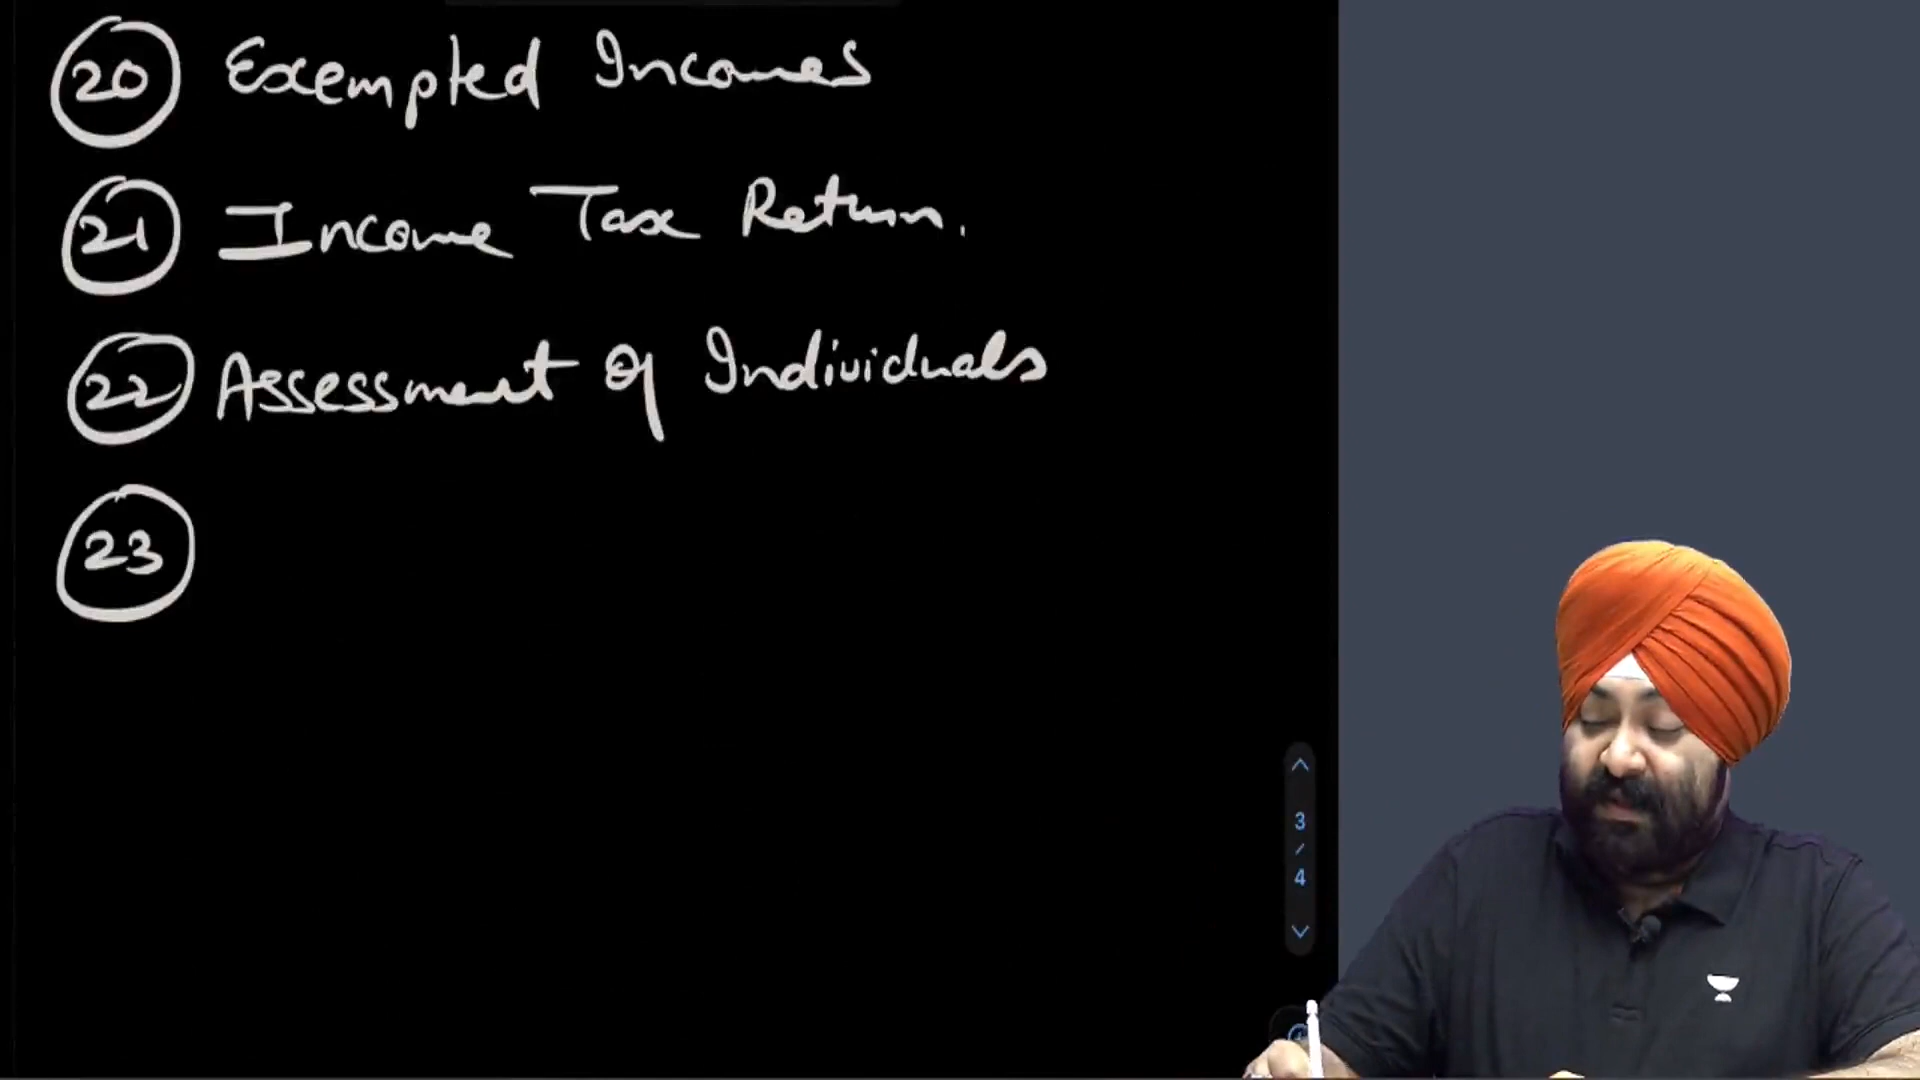 20 Exempted Incomes
21 Income Tax Return.
22 Assessment of Individuals
23
3
/
4